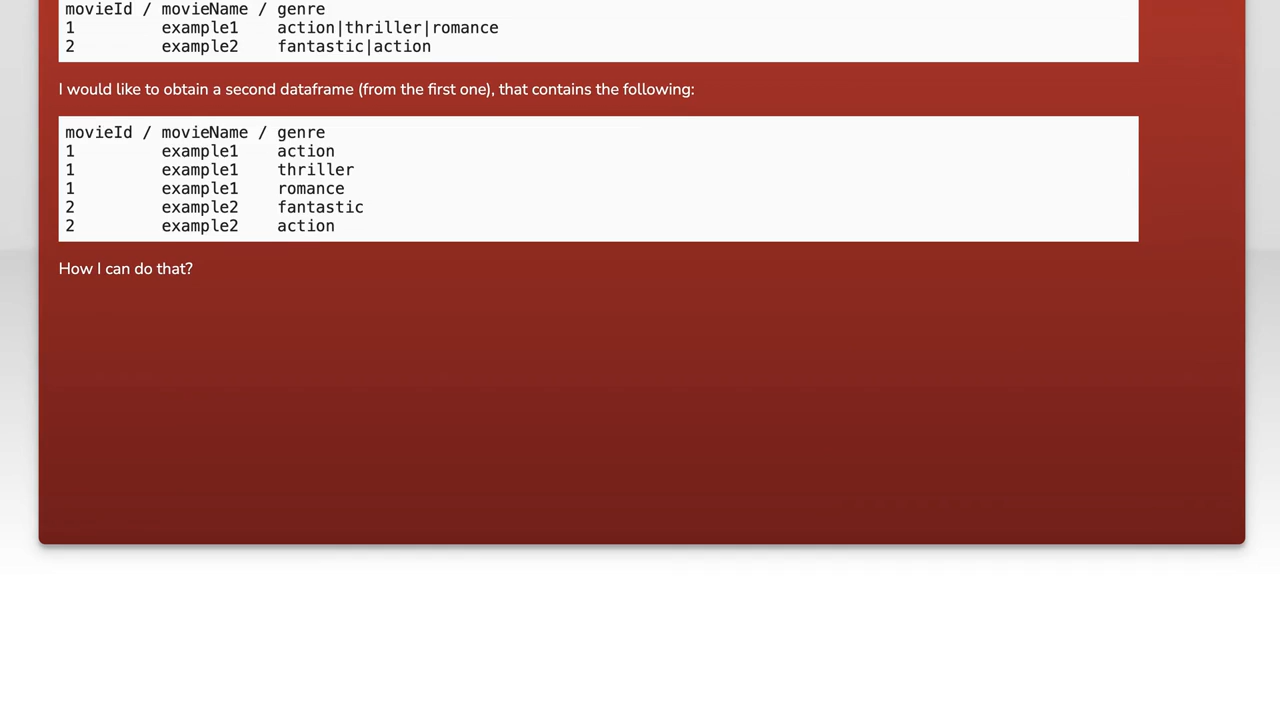 movieId / movieName / genre
1         example1    action|thriller|romance
2         example2    fantastic|action
I would like to obtain a second dataframe (from the first one), that contains the following:
movieId / movieName / genre
1         example1    action
1         example1    thriller
1         example1    romance
2         example2    fantastic
2         example2    action
How I can do that?